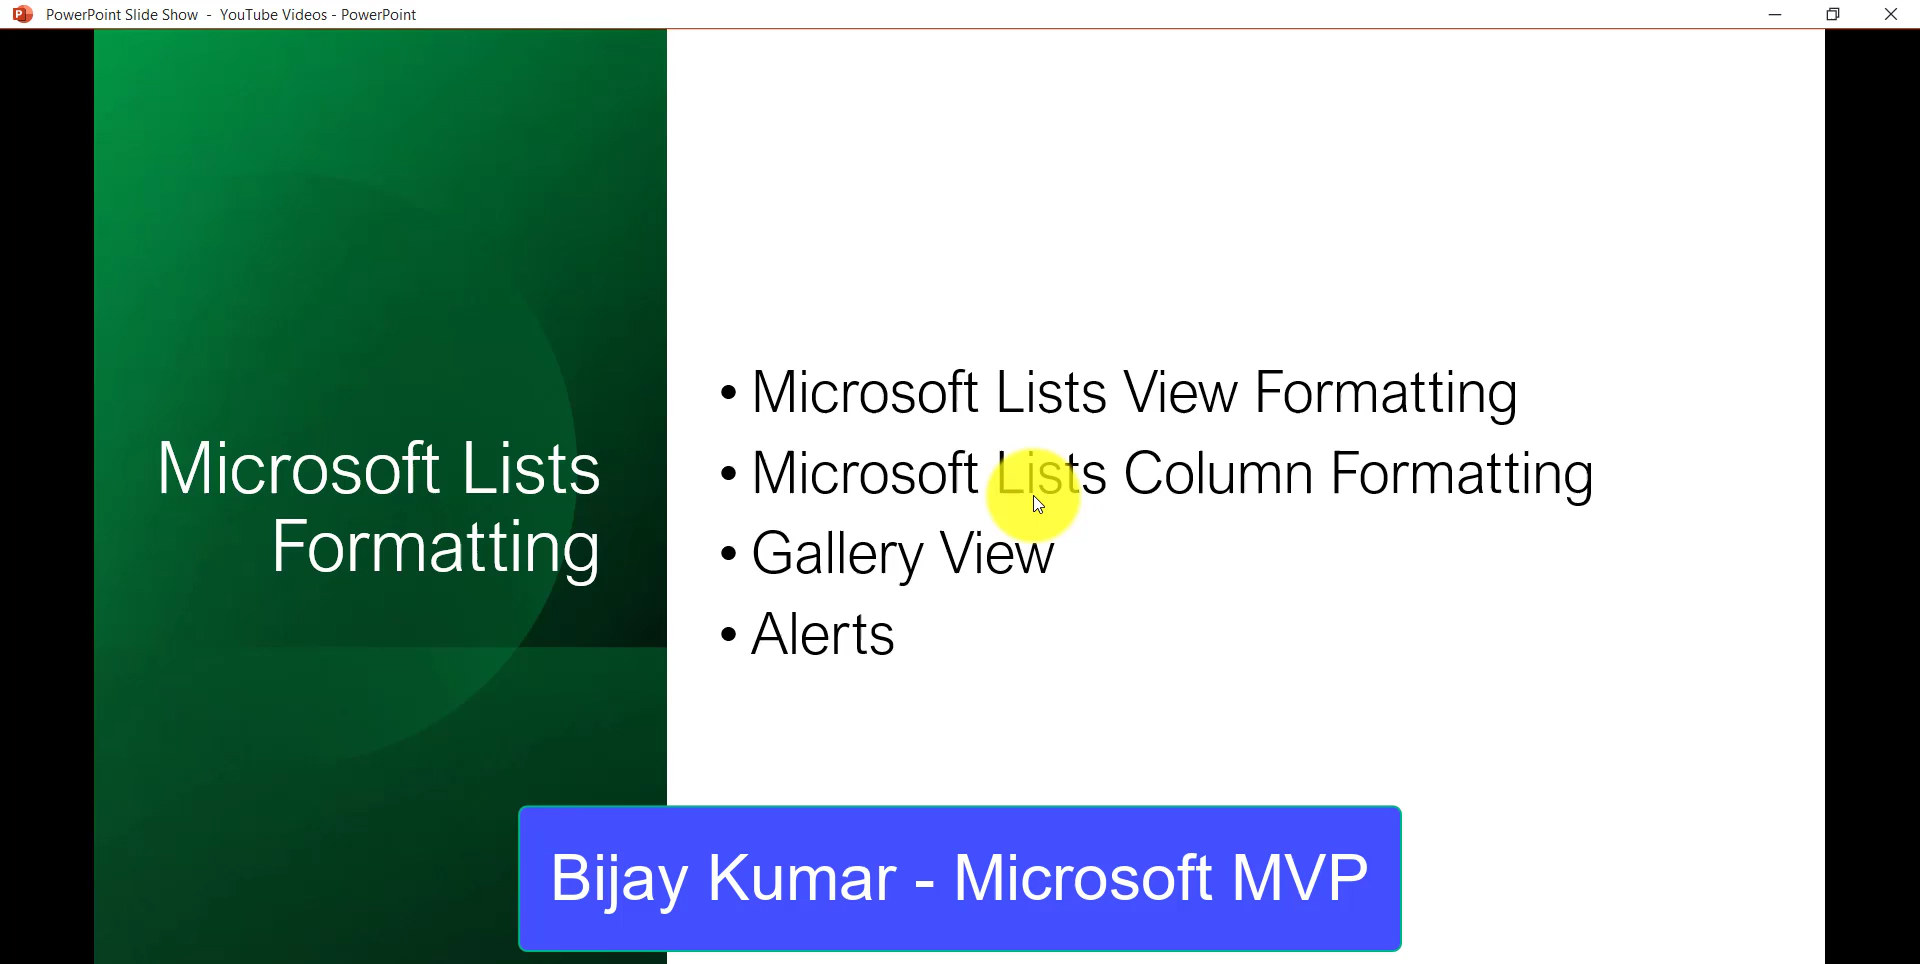 PowerPoint Slide Show - YouTube Videos - PowerPoint
Microsoft Lists
Formatting
• Microsoft Lists View Formatting
• Microsoft Lists Column Formatting
• Gallery View
• Alerts
Bijay Kumar - Microsoft MVP